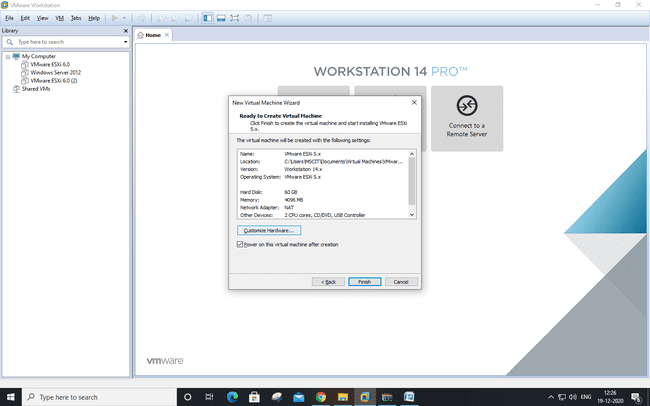 VMware Workstation
File Edit View VM Tabs Help
Library
Type here to search
My Computer
VMware ESXi 6.0
Windows Server 2012
VMware ESXi 6.0 (2)
Shared VMs
Home
WORKSTATION 14 PRO™
Connect to a
Remote Server
New Virtual Machine Wizard
Ready to Create Virtual Machine
Click Finish to create the virtual machine and start installing VMware ESXi
5.x.
The virtual machine will be created with the following settings:
Name: VMware ESXi 5.x
Location: C:\Users\MSCIT\Documents\Virtual Machines\VMwar...
Version: Workstation 14.x
Operating System: VMware ESXi 5.x
Hard Disk: 60 GB
Memory: 4096 MB
Network Adapter: NAT
Other Devices: 2 CPU cores, CD/DVD, USB Controller
Customize Hardware...
Power on this virtual machine after creation
< Back Finish Cancel
vmware
Type here to search
ENG
12:26
19-12-2020